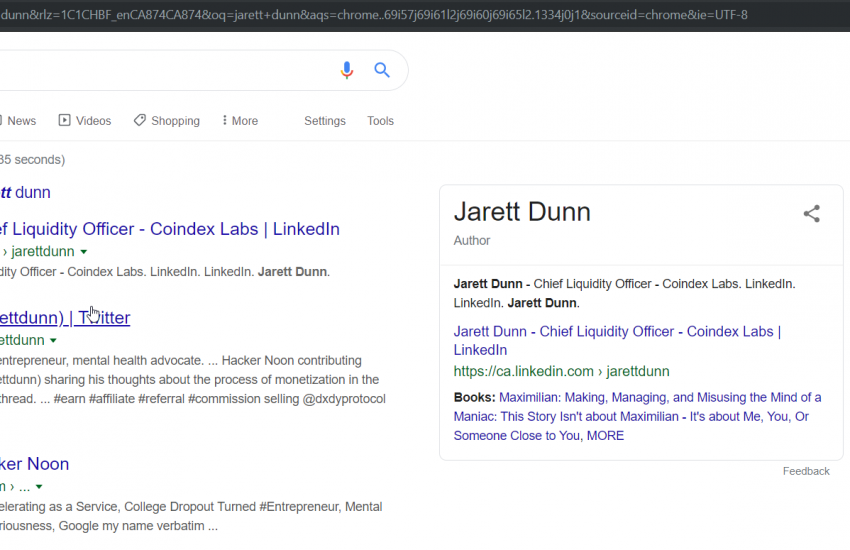 dunn&rlz=1C1CHBF_enCA874CA874&oq=jarett+dunn&aqs=chrome..69i57j69i61l2j69i60j69i65l2.1334j0j1&sourceid=chrome&ie=UTF-8
News Videos Shopping More Settings Tools
35 seconds)
tt dunn
ef Liquidity Officer - Coindex Labs | LinkedIn
› jarettdunn
dity Officer - Coindex Labs. LinkedIn. LinkedIn. Jarett Dunn.
ettdunn) | Twitter
ettdunn
entrepreneur, mental health advocate. ... Hacker Noon contributing
ettdunn) sharing his thoughts about the process of monetization in the
thread. ... #earn #affiliate #referral #commission selling @dxdyprotocol
ker Noon
m › ...
elerating as a Service, College Dropout Turned #Entrepreneur, Mental
riousness, Google my name verbatim ...
Jarett Dunn
Author
Jarett Dunn - Chief Liquidity Officer - Coindex Labs. LinkedIn.
LinkedIn. Jarett Dunn.
Jarett Dunn - Chief Liquidity Officer - Coindex Labs |
LinkedIn
https://ca.linkedin.com › jarettdunn
Books: Maximilian: Making, Managing, and Misusing the Mind of a
Maniac: This Story Isn't about Maximilian - It's about Me, You, Or
Someone Close to You, MORE
Feedback